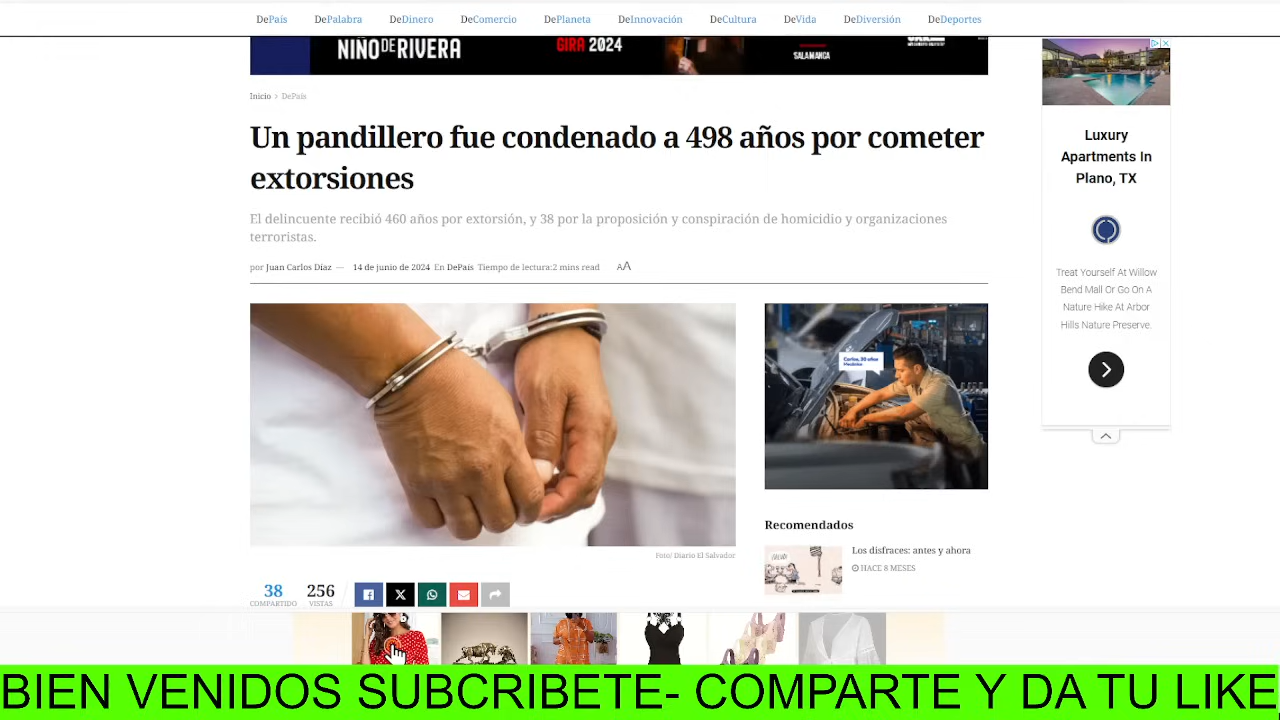 DePaís DePalabra DeDinero DeComercio DePlaneta DeInnovación DeCultura DeVida DeDiversión DeDeportes
NIÑO DE RIVERA GIRA 2024 SALAMANCA
Inicio > DePaís
Un pandillero fue condenado a 498 años por cometer
extorsiones
El delincuente recibió 460 años por extorsión, y 38 por la proposición y conspiración de homicidio y organizaciones
terroristas.
por Juan Carlos Díaz — 14 de junio de 2024 En DePaís Tiempo de lectura:2 mins read AA
Foto/ Diario El Salvador
38 256
COMPARTIDO VISTAS
Carlos, 30 años
Mecánico
Recomendados
Los disfraces: antes y ahora
HACE 8 MESES
Luxury
Apartments In
Plano, TX
Treat Yourself At Willow
Bend Mall Or Go On A
Nature Hike At Arbor
Hills Nature Preserve.
BIEN VENIDOS SUBCRIBETE- COMPARTE Y DA TU LIKE